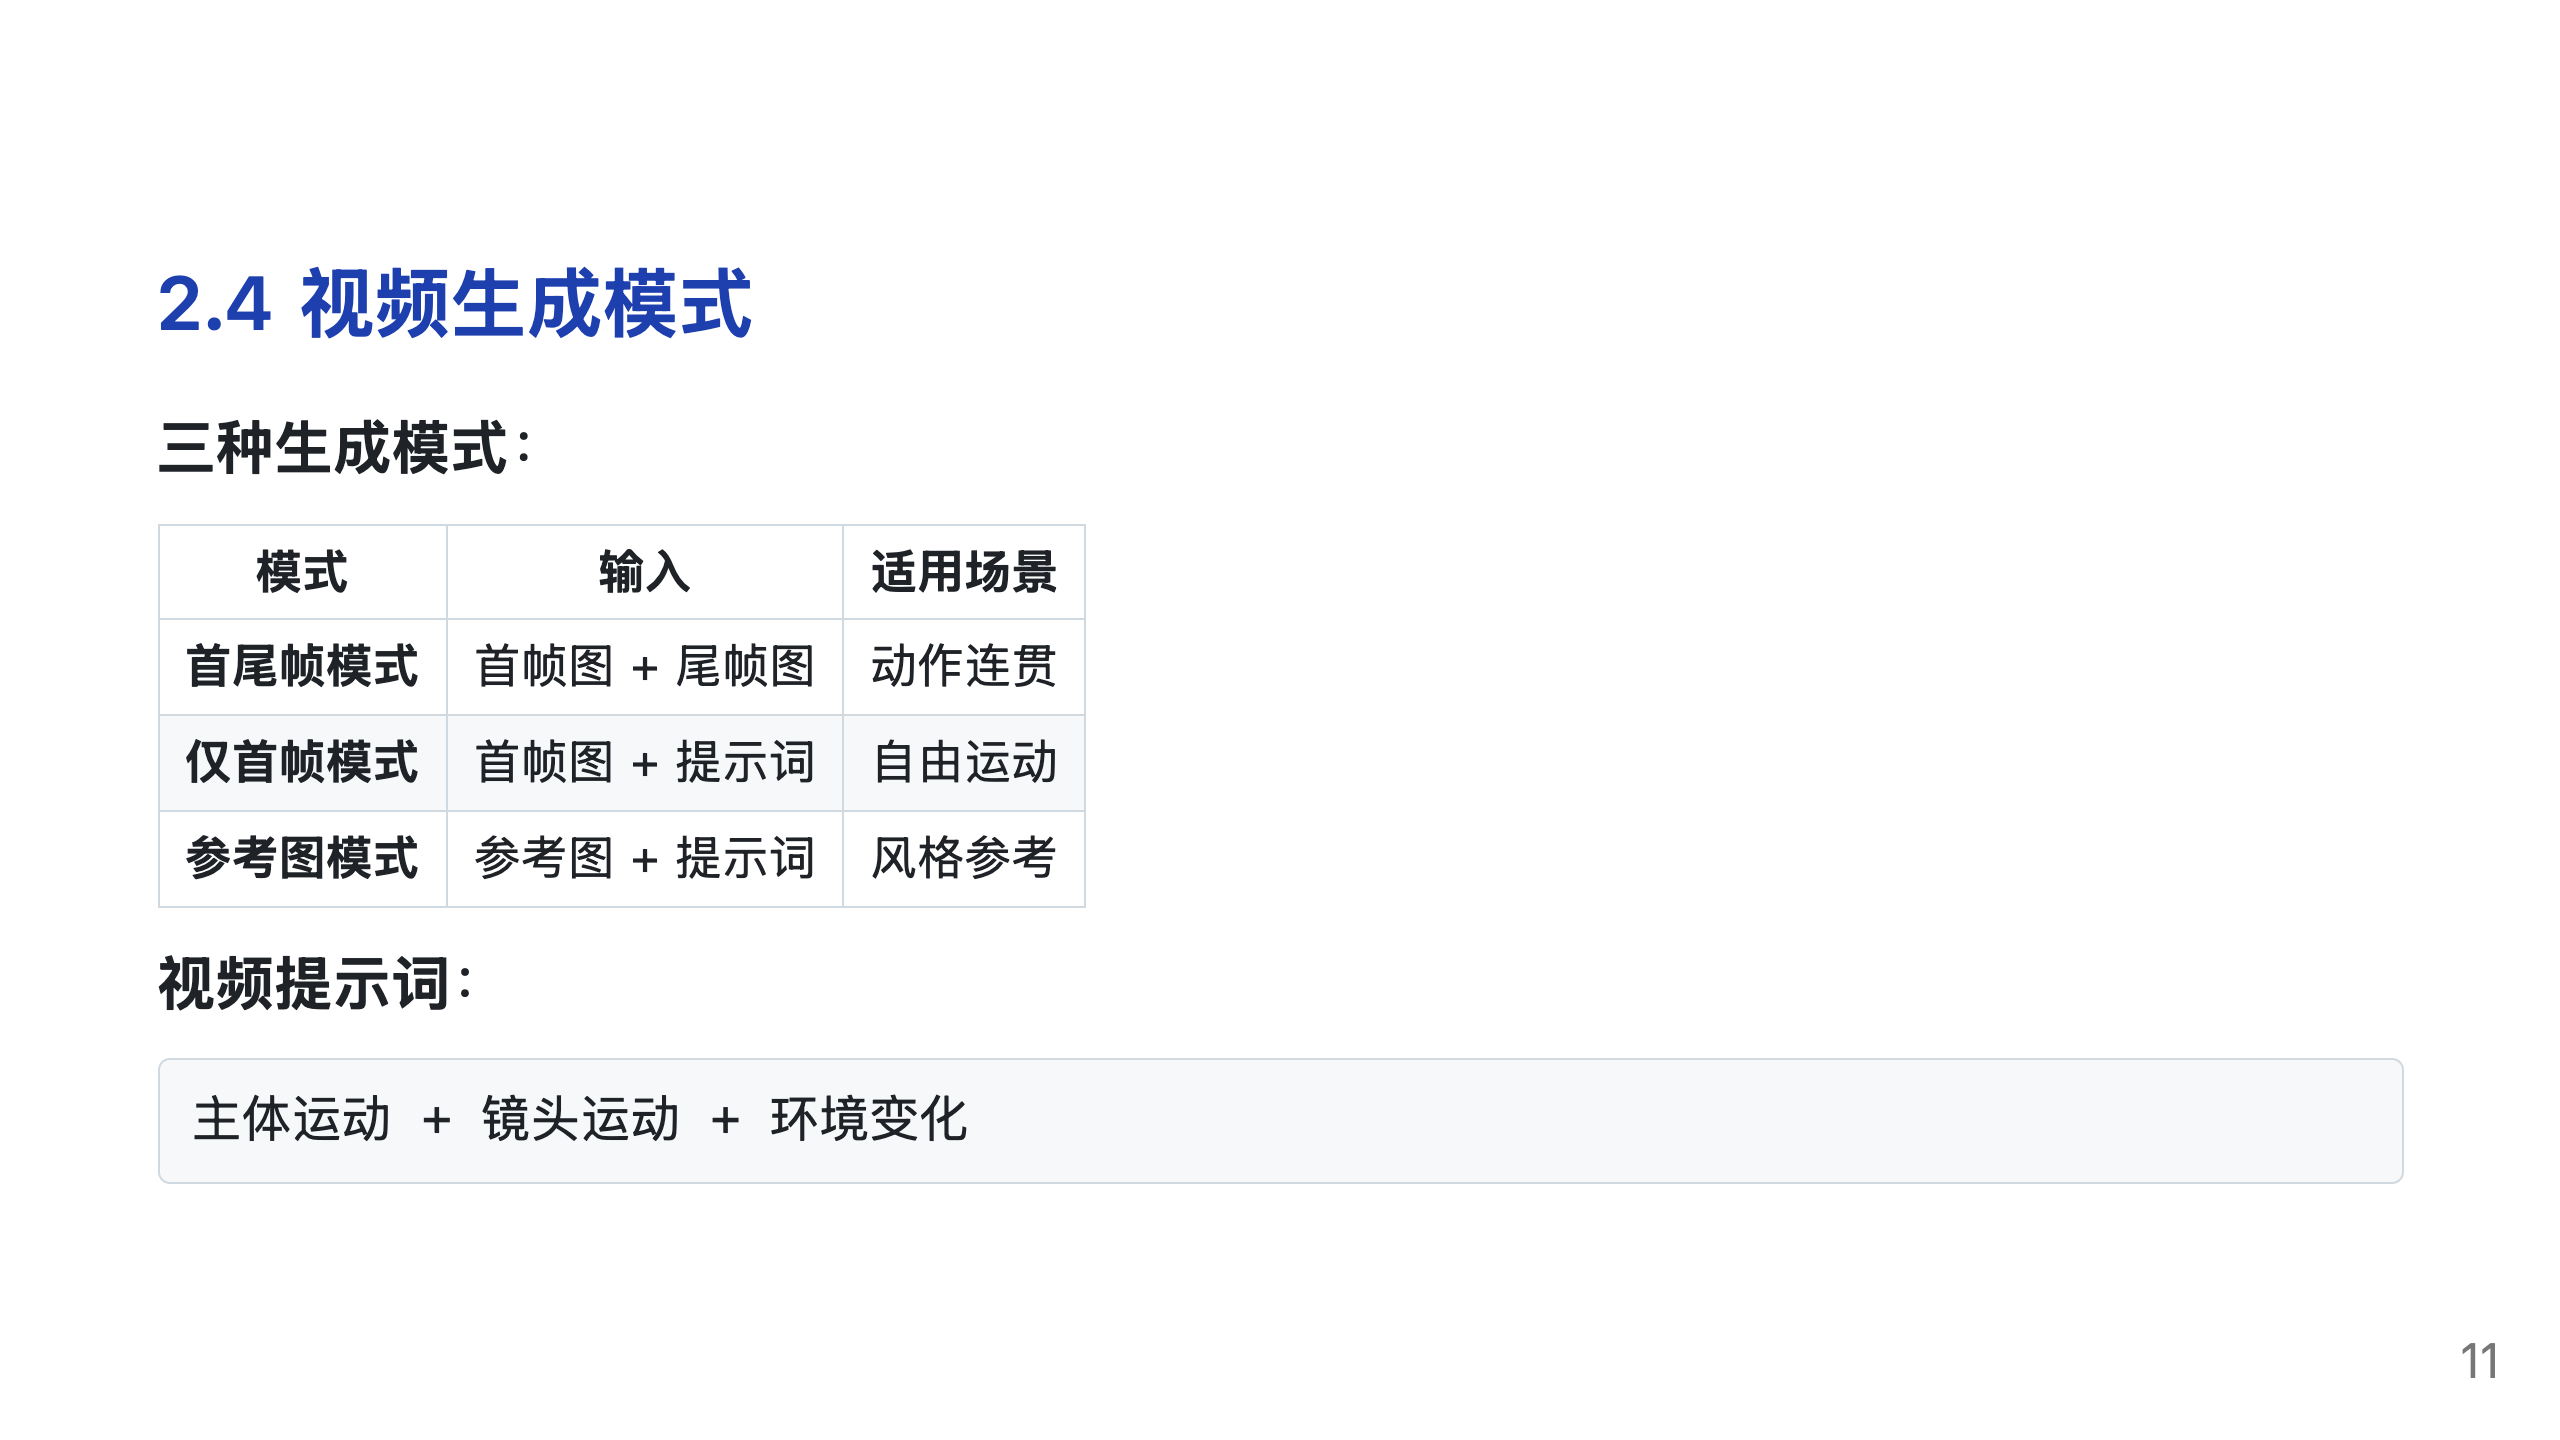 2.4 视频生成模式
三种生成模式：
模式 输入 适用场景
首尾帧模式 首帧图 + 尾帧图 动作连贯
仅首帧模式 首帧图 + 提示词 自由运动
参考图模式 参考图 + 提示词 风格参考
视频提示词：
主体运动 + 镜头运动 + 环境变化
11